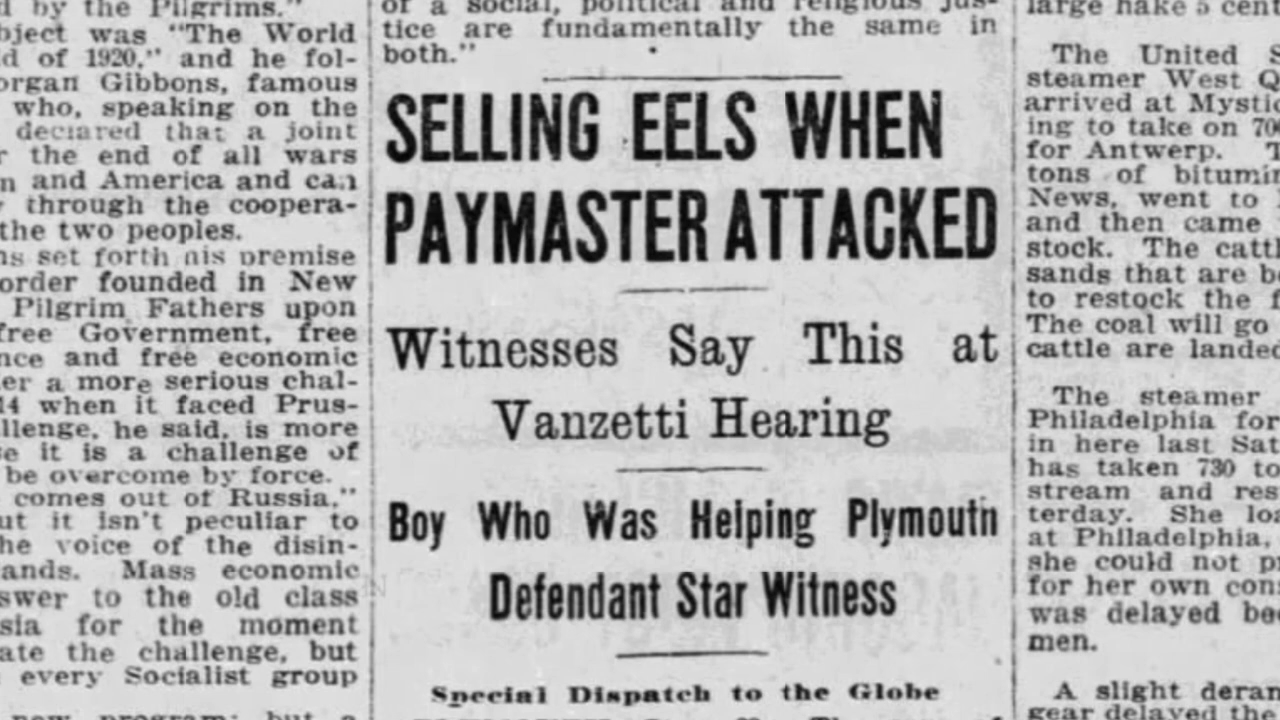 d by the Pilgrims."
bject was "The World
d of 1920," and he fol-
organ Gibbons, famous
who, speaking on the
declared that a joint
r the end of all wars
n and America and can
through the coopera-
the two peoples.
ns set forth his premise
order founded in New
Pilgrim Fathers upon
free Government, free
nce and free economic
er a more serious chal-
14 when it faced Prus-
llenge, he said, is more
e it is a challenge of
be overcome by force.
comes out of Russia."
ut it isn't peculiar to
he voice of the disin-
ands. Mass economic
swer to the old class
sia for the moment
ate the challenge, but
every Socialist group
new program; but a
of a social, political and religious jus-
tice are fundamentally the same in
both."
SELLING EELS WHEN
PAYMASTER ATTACKED
Witnesses Say This at
Vanzetti Hearing
Boy Who Was Helping Plymouth
Defendant Star Witness
Special Dispatch to the Globe
large hake 5 cent
The United S
steamer West Q
arrived at Mystic
ing to take on 70
for Antwerp. T
tons of bitumin
News, went to
and then came
stock. The cattl
sands that are be
to restock the f
The coal will go
cattle are landed
The steamer
Philadelphia for
in here last Sat
has taken 730 to
stream and res
terday. She loa
at Philadelphia,
she could not pr
for her own con
was delayed bec
men.
A slight deran
gear delayed the